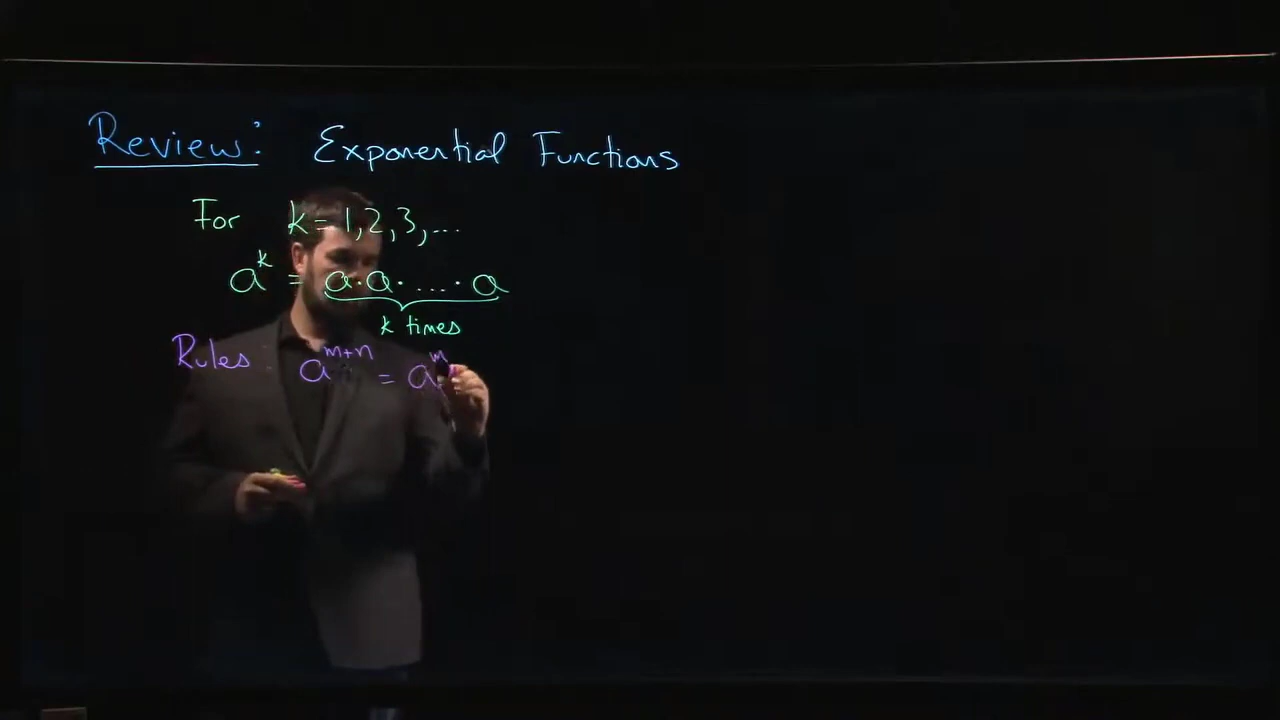 Review: Exponential Functions
For k = 1, 2, 3, ...
a^k = a · a · ... · a
k times
Rules: a^{m+n} = a^m